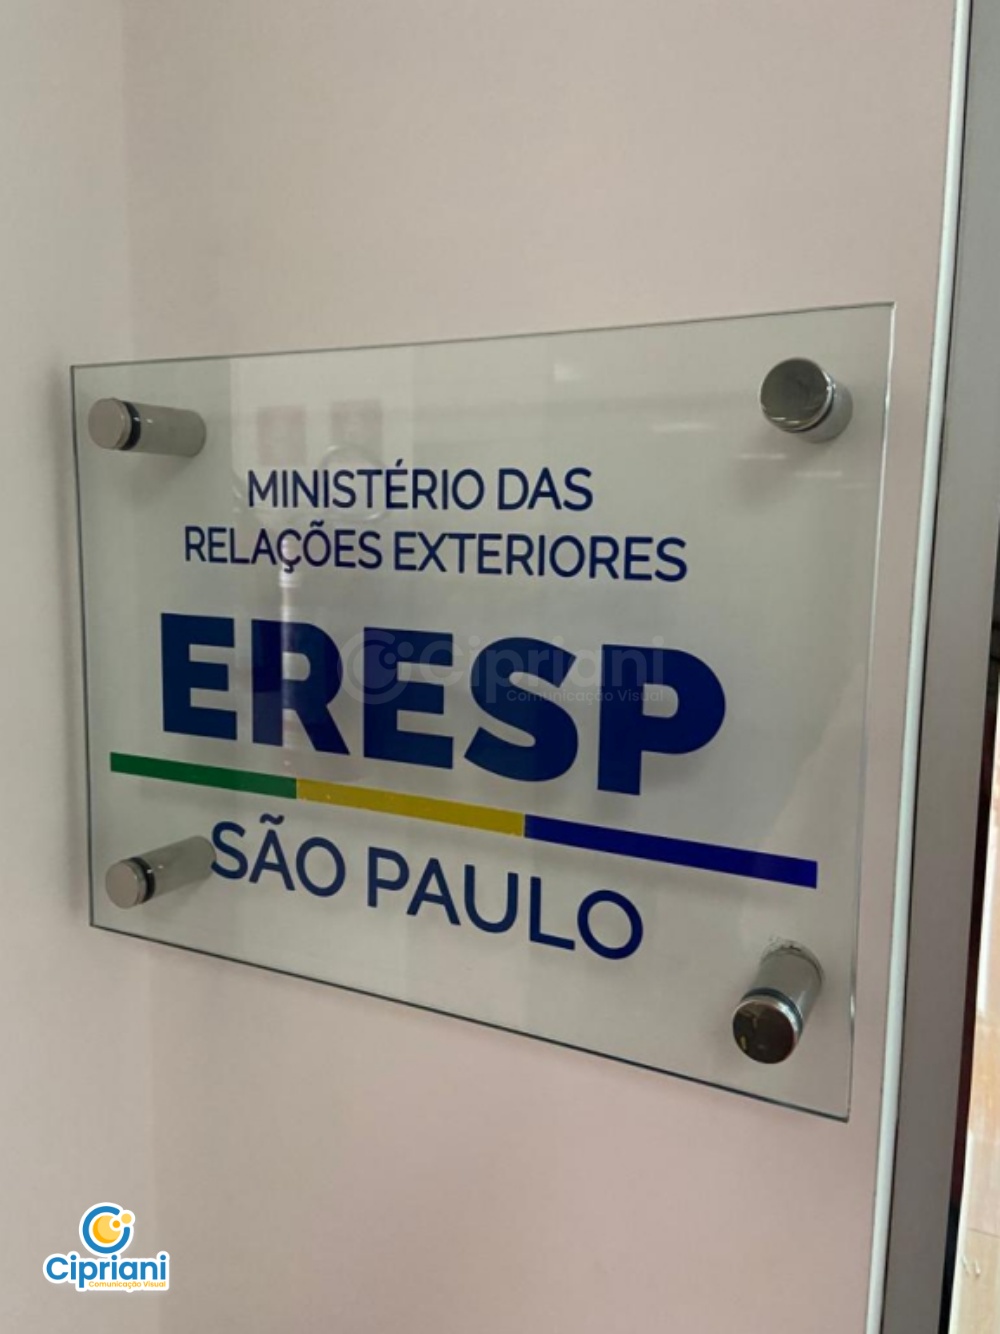 MINISTÉRIO DAS
RELAÇÕES EXTERIORES
ERESP
Cipriani
Comunicação Visual
SÃO PAULO
Cipriani
Comunicação Visual